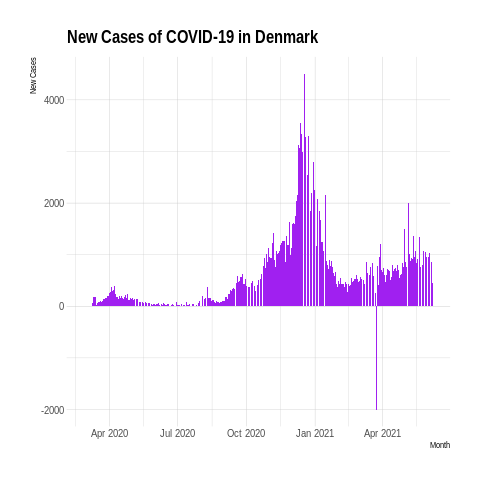 New Cases of COVID-19 in Denmark
New Cases
4000
2000
0
-2000
Apr 2020 Jul 2020 Oct 2020 Jan 2021 Apr 2021
Month